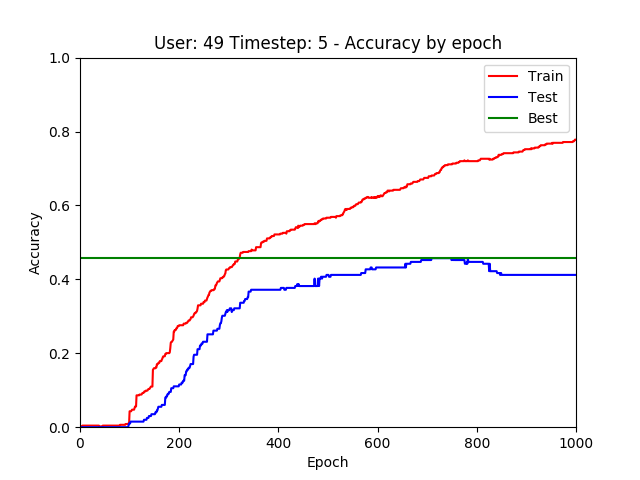 User: 49 Timestep: 5 - Accuracy by epoch
1.0
0.8
0.6
0.4
0.2
0.0
Accuracy
Train
Test
Best
0 200 400 600 800 1000
Epoch